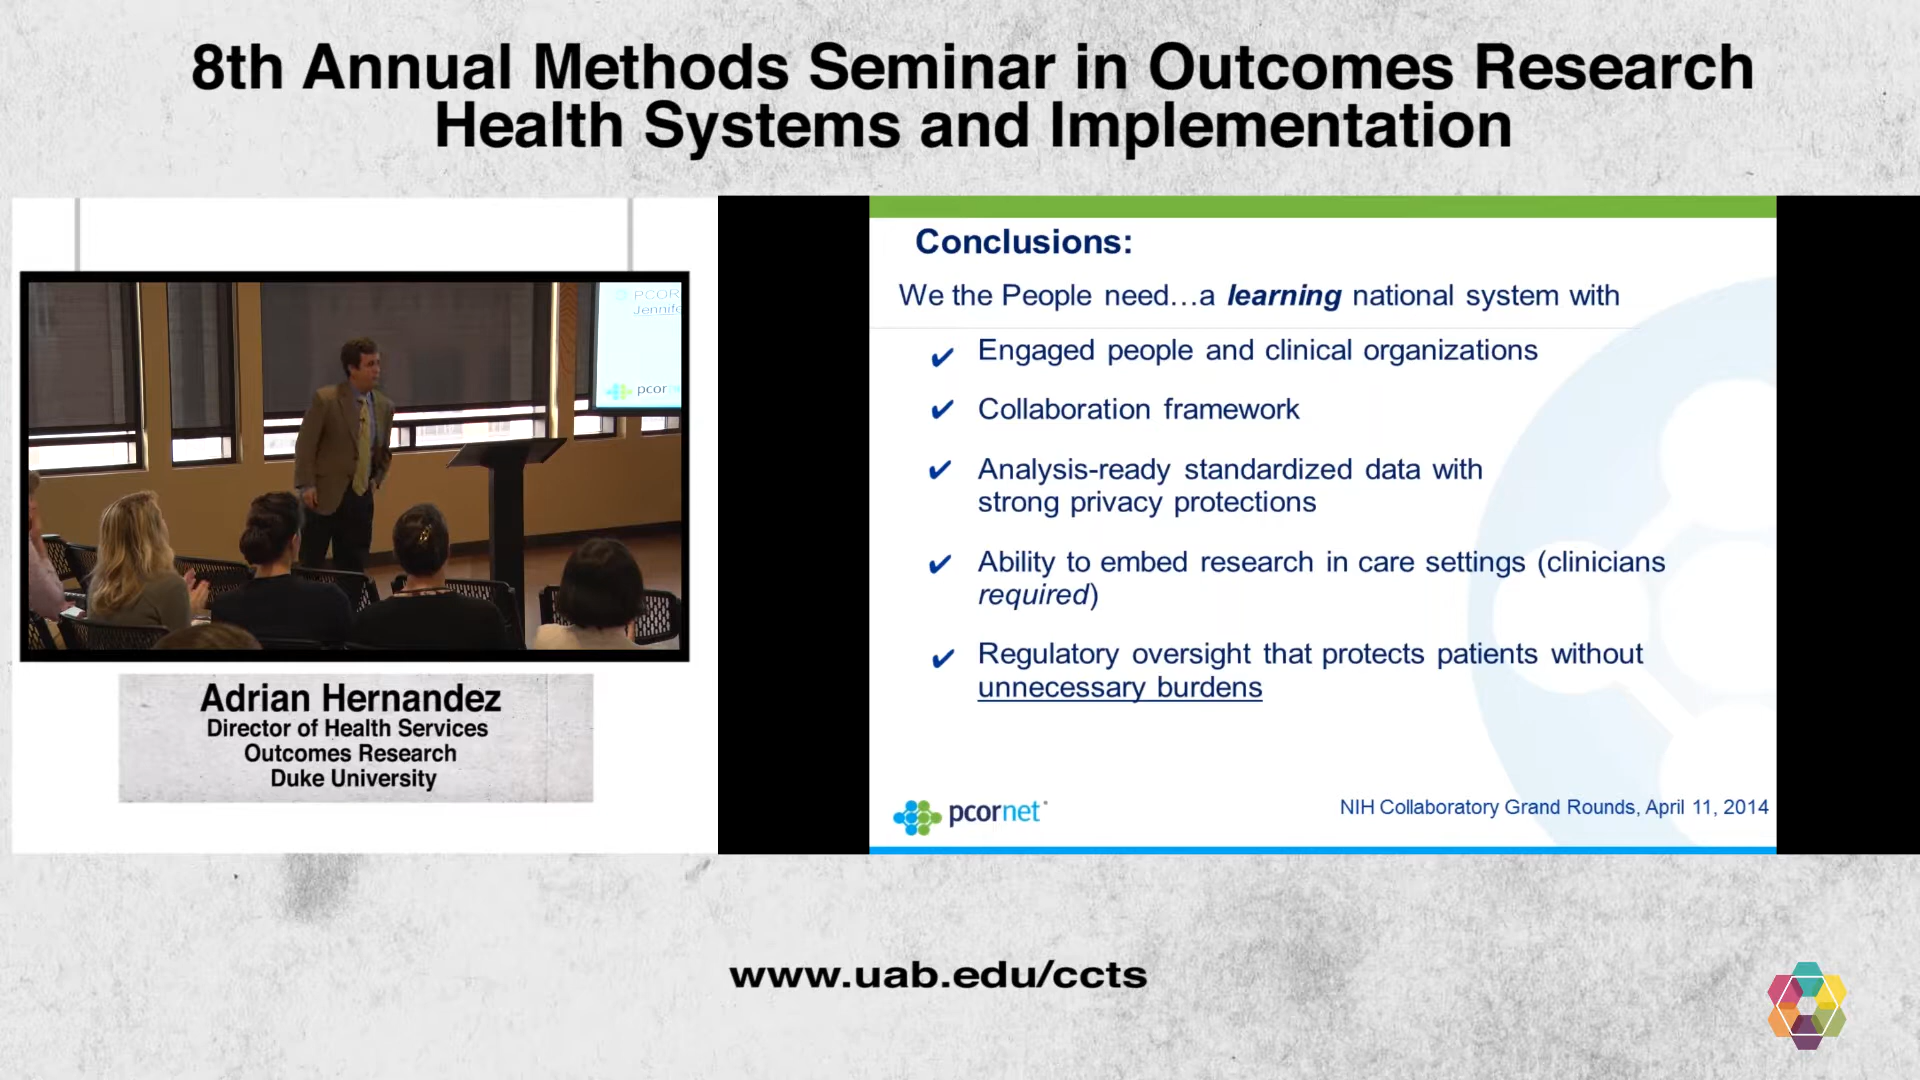 8th Annual Methods Seminar in Outcomes Research
Health Systems and Implementation
PCOR
pcor
Adrian Hernandez
Director of Health Services
Outcomes Research
Duke University
Conclusions:
We the People need…a learning national system with
✔ Engaged people and clinical organizations
✔ Collaboration framework
✔ Analysis-ready standardized data with
strong privacy protections
✔ Ability to embed research in care settings (clinicians
required)
✔ Regulatory oversight that protects patients without
unnecessary burdens
pcornet
NIH Collaboratory Grand Rounds, April 11, 2014
www.uab.edu/ccts